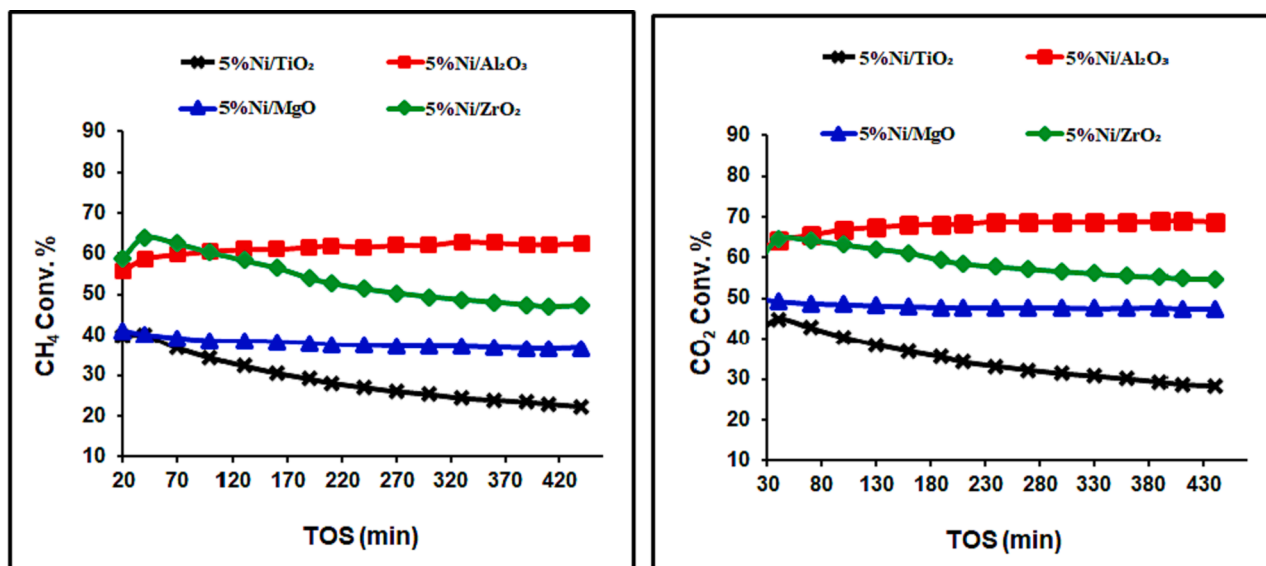 5%Ni/TiO₂ 5%Ni/Al₂O₃
5%Ni/MgO 5%Ni/ZrO₂
90
80
70
60
50
40
30
20
10
CH₄ Conv. %
20 70 120 170 220 270 320 370 420
TOS (min)
5%Ni/TiO₂ 5%Ni/Al₂O₃
5%Ni/MgO 5%Ni/ZrO₂
90
80
70
60
50
40
30
20
10
CO₂ Conv. %
30 80 130 180 230 280 330 380 430
TOS (min)